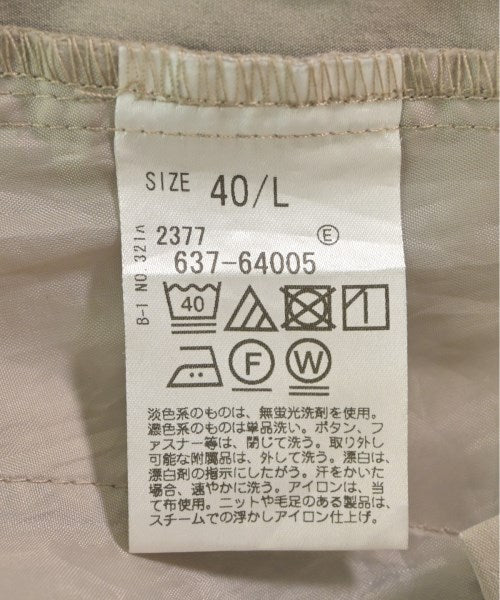 SIZE 40/L
2377 E
637-64005
B-1 NO.321A
40
F W
淡色系のものは、無蛍光洗剤を使用。
濃色系のものは単品洗い。ボタン、フ
ァスナー等は、閉じて洗う。取り外し
可能な附属品は、外して洗う。漂白は、
漂白剤の指示にしたがう。汗をかいた
場合、速やかに洗う。アイロンは、当
て布使用。ニットや毛足のある製品は、
スチームでの浮かしアイロン仕上げ。